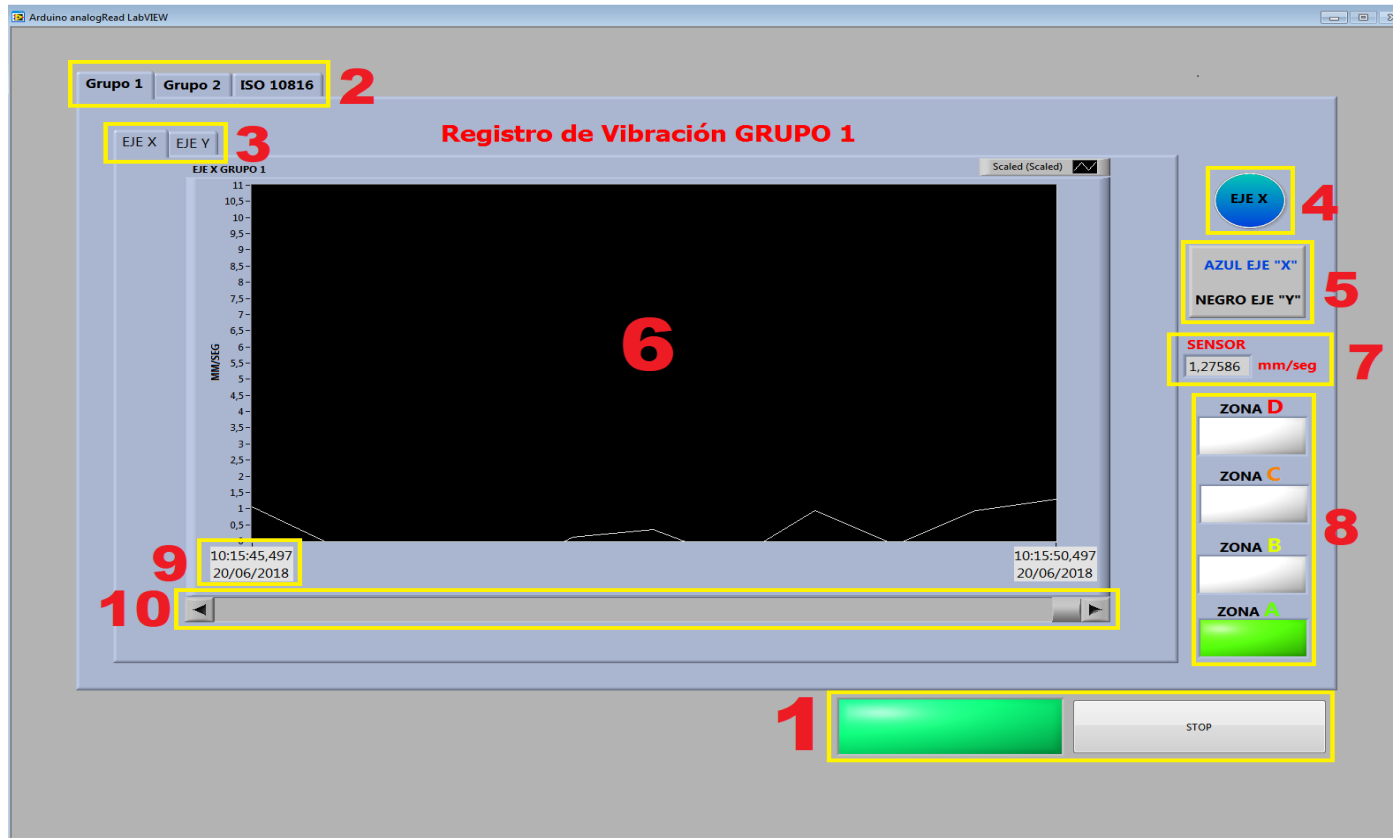 Arduino analogRead LabVIEW
Grupo 1 Grupo 2 ISO 10816 2
EJE X EJE Y 3
Registro de Vibración GRUPO 1
EJE X GRUPO 1
Scaled (Scaled)
11
10,5
10
9,5
9
8,5
8
7,5
7
6,5
6
5,5
5
4,5
4
3,5
3
2,5
2
1,5
1
0,5
MM/SEG
6
10:15:45,497
20/06/2018
9
10:15:50,497
20/06/2018
10
EJE X 4
AZUL EJE "X"
NEGRO EJE "Y"
5
SENSOR
1,27586 mm/seg 7
ZONA D
ZONA C
ZONA B
ZONA A
8
1
STOP